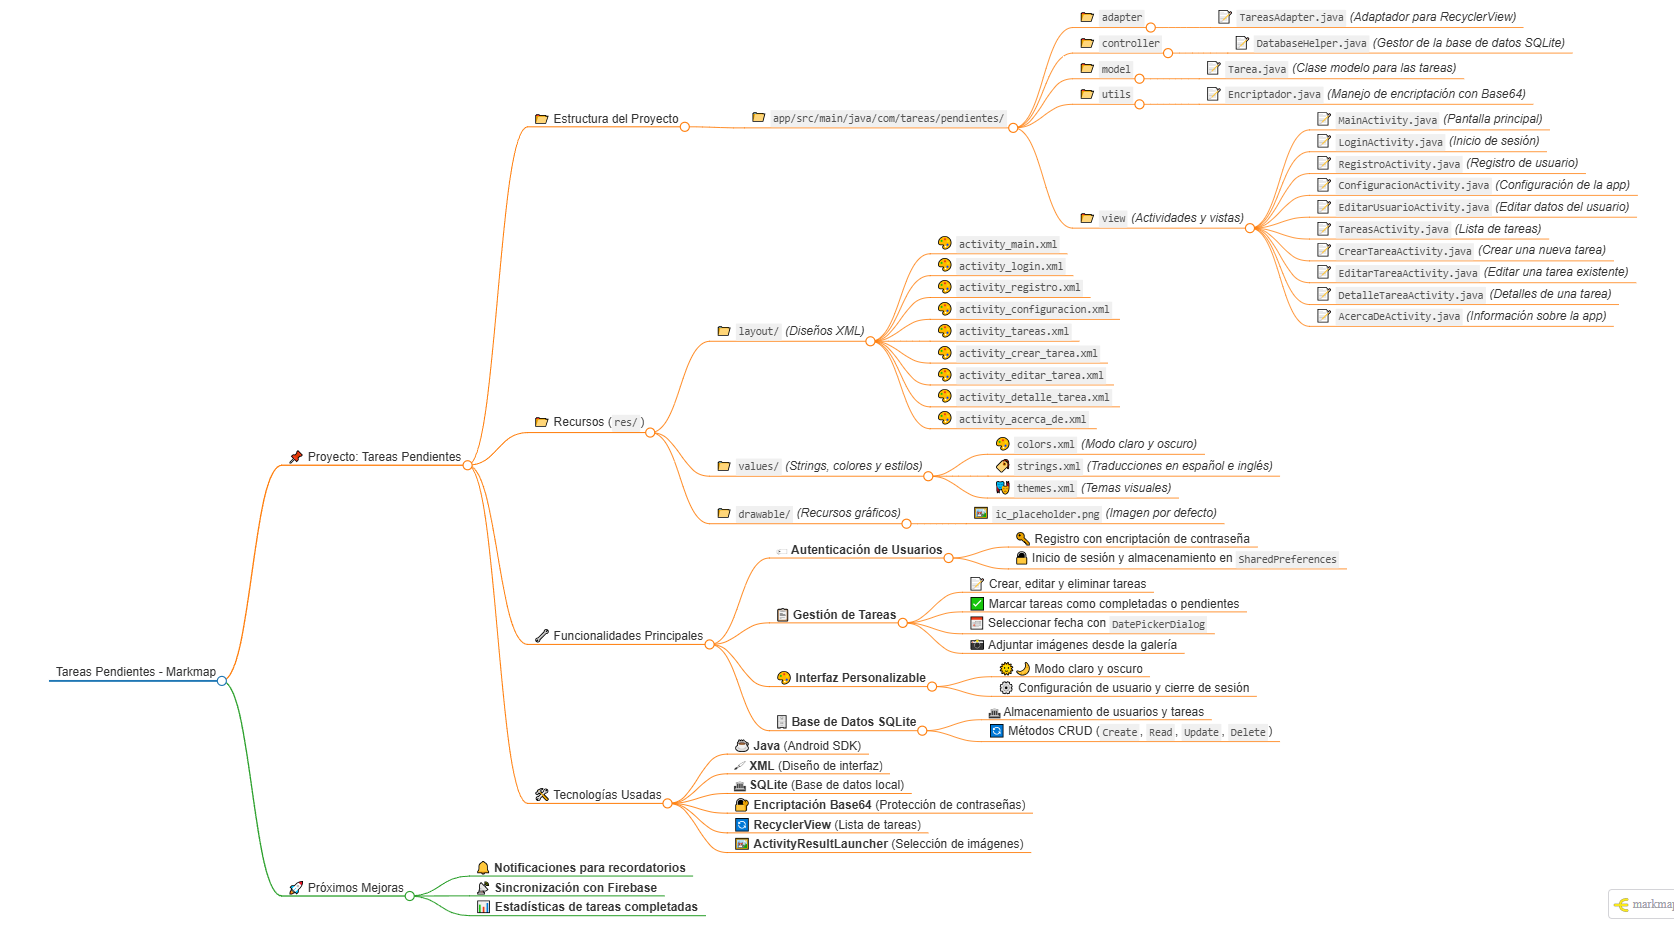 Tareas Pendientes - Markmap
Proyecto: Tareas Pendientes
Estructura del Proyecto
app/src/main/java/com/tareas/pendientes/
adapter
TareasAdapter.java (Adaptador para RecyclerView)
controller
DatabaseHelper.java (Gestor de la base de datos SQLite)
model
Tarea.java (Clase modelo para las tareas)
utils
Encriptador.java (Manejo de encriptación con Base64)
view (Actividades y vistas)
MainActivity.java (Pantalla principal)
LoginActivity.java (Inicio de sesión)
RegistroActivity.java (Registro de usuario)
ConfiguracionActivity.java (Configuración de la app)
EditarUsuarioActivity.java (Editar datos del usuario)
TareasActivity.java (Lista de tareas)
CrearTareaActivity.java (Crear una nueva tarea)
EditarTareaActivity.java (Editar una tarea existente)
DetalleTareaActivity.java (Detalles de una tarea)
AcercaDeActivity.java (Información sobre la app)
Recursos (res/)
layout/ (Diseños XML)
activity_main.xml
activity_login.xml
activity_registro.xml
activity_configuracion.xml
activity_tareas.xml
activity_crear_tarea.xml
activity_editar_tarea.xml
activity_detalle_tarea.xml
activity_acerca_de.xml
values/ (Strings, colores y estilos)
colors.xml (Modo claro y oscuro)
strings.xml (Traducciones en español e inglés)
themes.xml (Temas visuales)
drawable/ (Recursos gráficos)
ic_placeholder.png (Imagen por defecto)
Funcionalidades Principales
Autenticación de Usuarios
Registro con encriptación de contraseña
Inicio de sesión y almacenamiento en SharedPreferences
Gestión de Tareas
Crear, editar y eliminar tareas
Marcar tareas como completadas o pendientes
Seleccionar fecha con DatePickerDialog
Adjuntar imágenes desde la galería
Interfaz Personalizable
Modo claro y oscuro
Configuración de usuario y cierre de sesión
Base de Datos SQLite
Almacenamiento de usuarios y tareas
Métodos CRUD (Create, Read, Update, Delete)
Tecnologías Usadas
Java (Android SDK)
XML (Diseño de interfaz)
SQLite (Base de datos local)
Encriptación Base64 (Protección de contraseñas)
RecyclerView (Lista de tareas)
ActivityResultLauncher (Selección de imágenes)
Próximos Mejoras
Notificaciones para recordatorios
Sincronización con Firebase
Estadísticas de tareas completadas
markmap